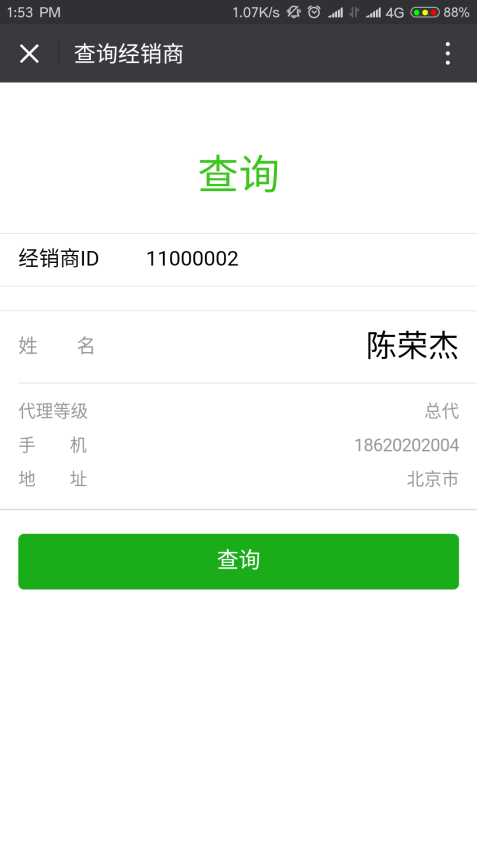 1:53 PM 1.07K/s 4G 88%
查询经销商
查询
经销商ID 11000002
姓 名 陈荣杰
代理等级 总代
手 机 18620202004
地 址 北京市
查询